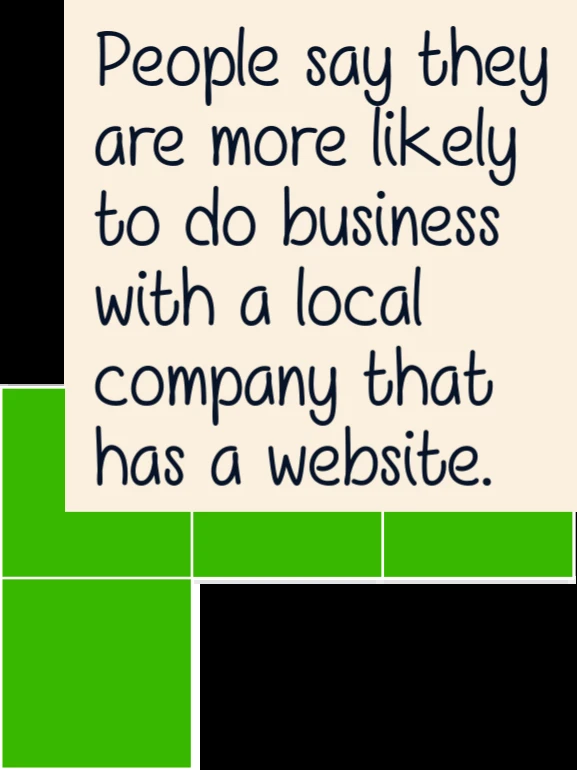 People say they
are more likely
to do business
with a local
company that
has a website.